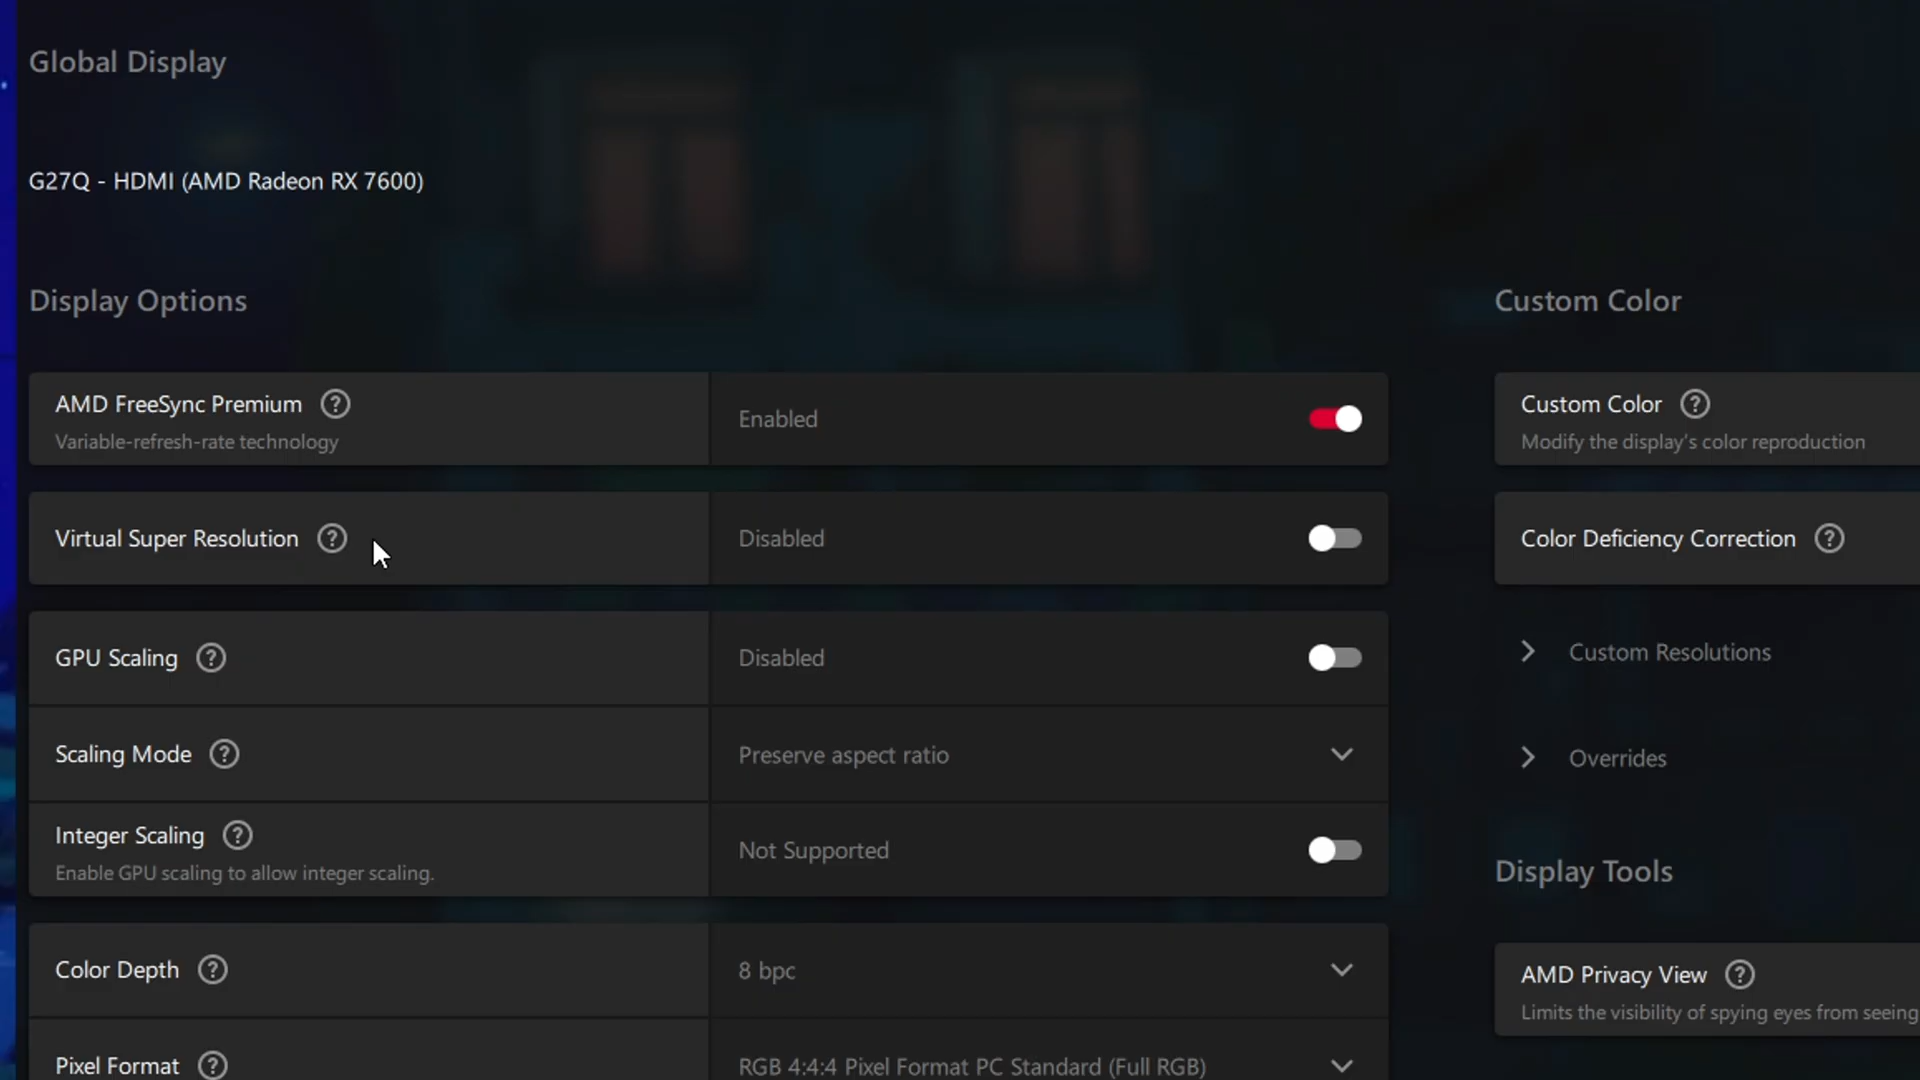 Global Display
G27Q - HDMI (AMD Radeon RX 7600)
Display Options
AMD FreeSync Premium
Variable-refresh-rate technology
Enabled
Virtual Super Resolution
Disabled
GPU Scaling
Disabled
Scaling Mode
Preserve aspect ratio
Integer Scaling
Enable GPU scaling to allow integer scaling.
Not Supported
Color Depth
8 bpc
Pixel Format
RGB 4:4:4 Pixel Format PC Standard (Full RGB)
Custom Color
Custom Color
Modify the display's color reproduction
Color Deficiency Correction
Custom Resolutions
Overrides
Display Tools
AMD Privacy View
Limits the visibility of spying eyes from seeing